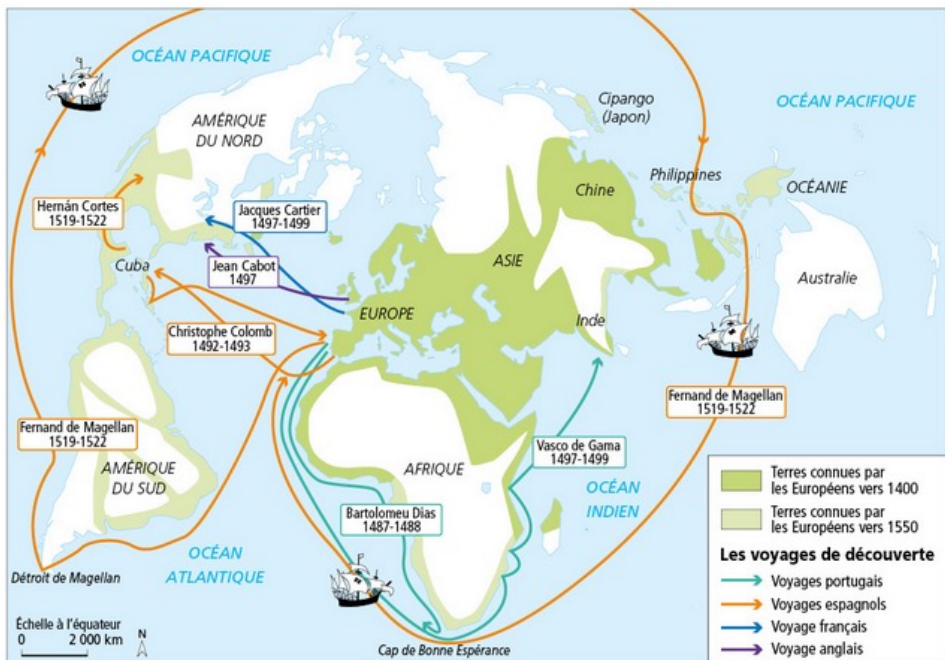 OCÉAN PACIFIQUE
AMÉRIQUE
DU NORD
Cipango
(Japon)
OCÉAN PACIFIQUE
Hernán Cortes
1519-1522
Jacques Cartier
1497-1499
Chine
Philippines
OCÉANIE
Cuba
Jean Cabot
1497
ASIE
Australie
EUROPE
Inde
Christophe Colomb
1492-1493
Fernand de Magellan
1519-1522
Fernand de Magellan
1519-1522
AMÉRIQUE
DU SUD
AFRIQUE
Vasco de Gama
1497-1499
OCÉAN
INDIEN
Bartolomeu Dias
1487-1488
Détroit de Magellan
OCÉAN
ATLANTIQUE
Échelle à l'équateur
2 000 km
N
Cap de Bonne Espérance
Terres connues par
les Européens vers 1400
Terres connues par
les Européens vers 1550
Les voyages de découverte
Voyages portugais
Voyages espagnols
Voyage français
Voyage anglais